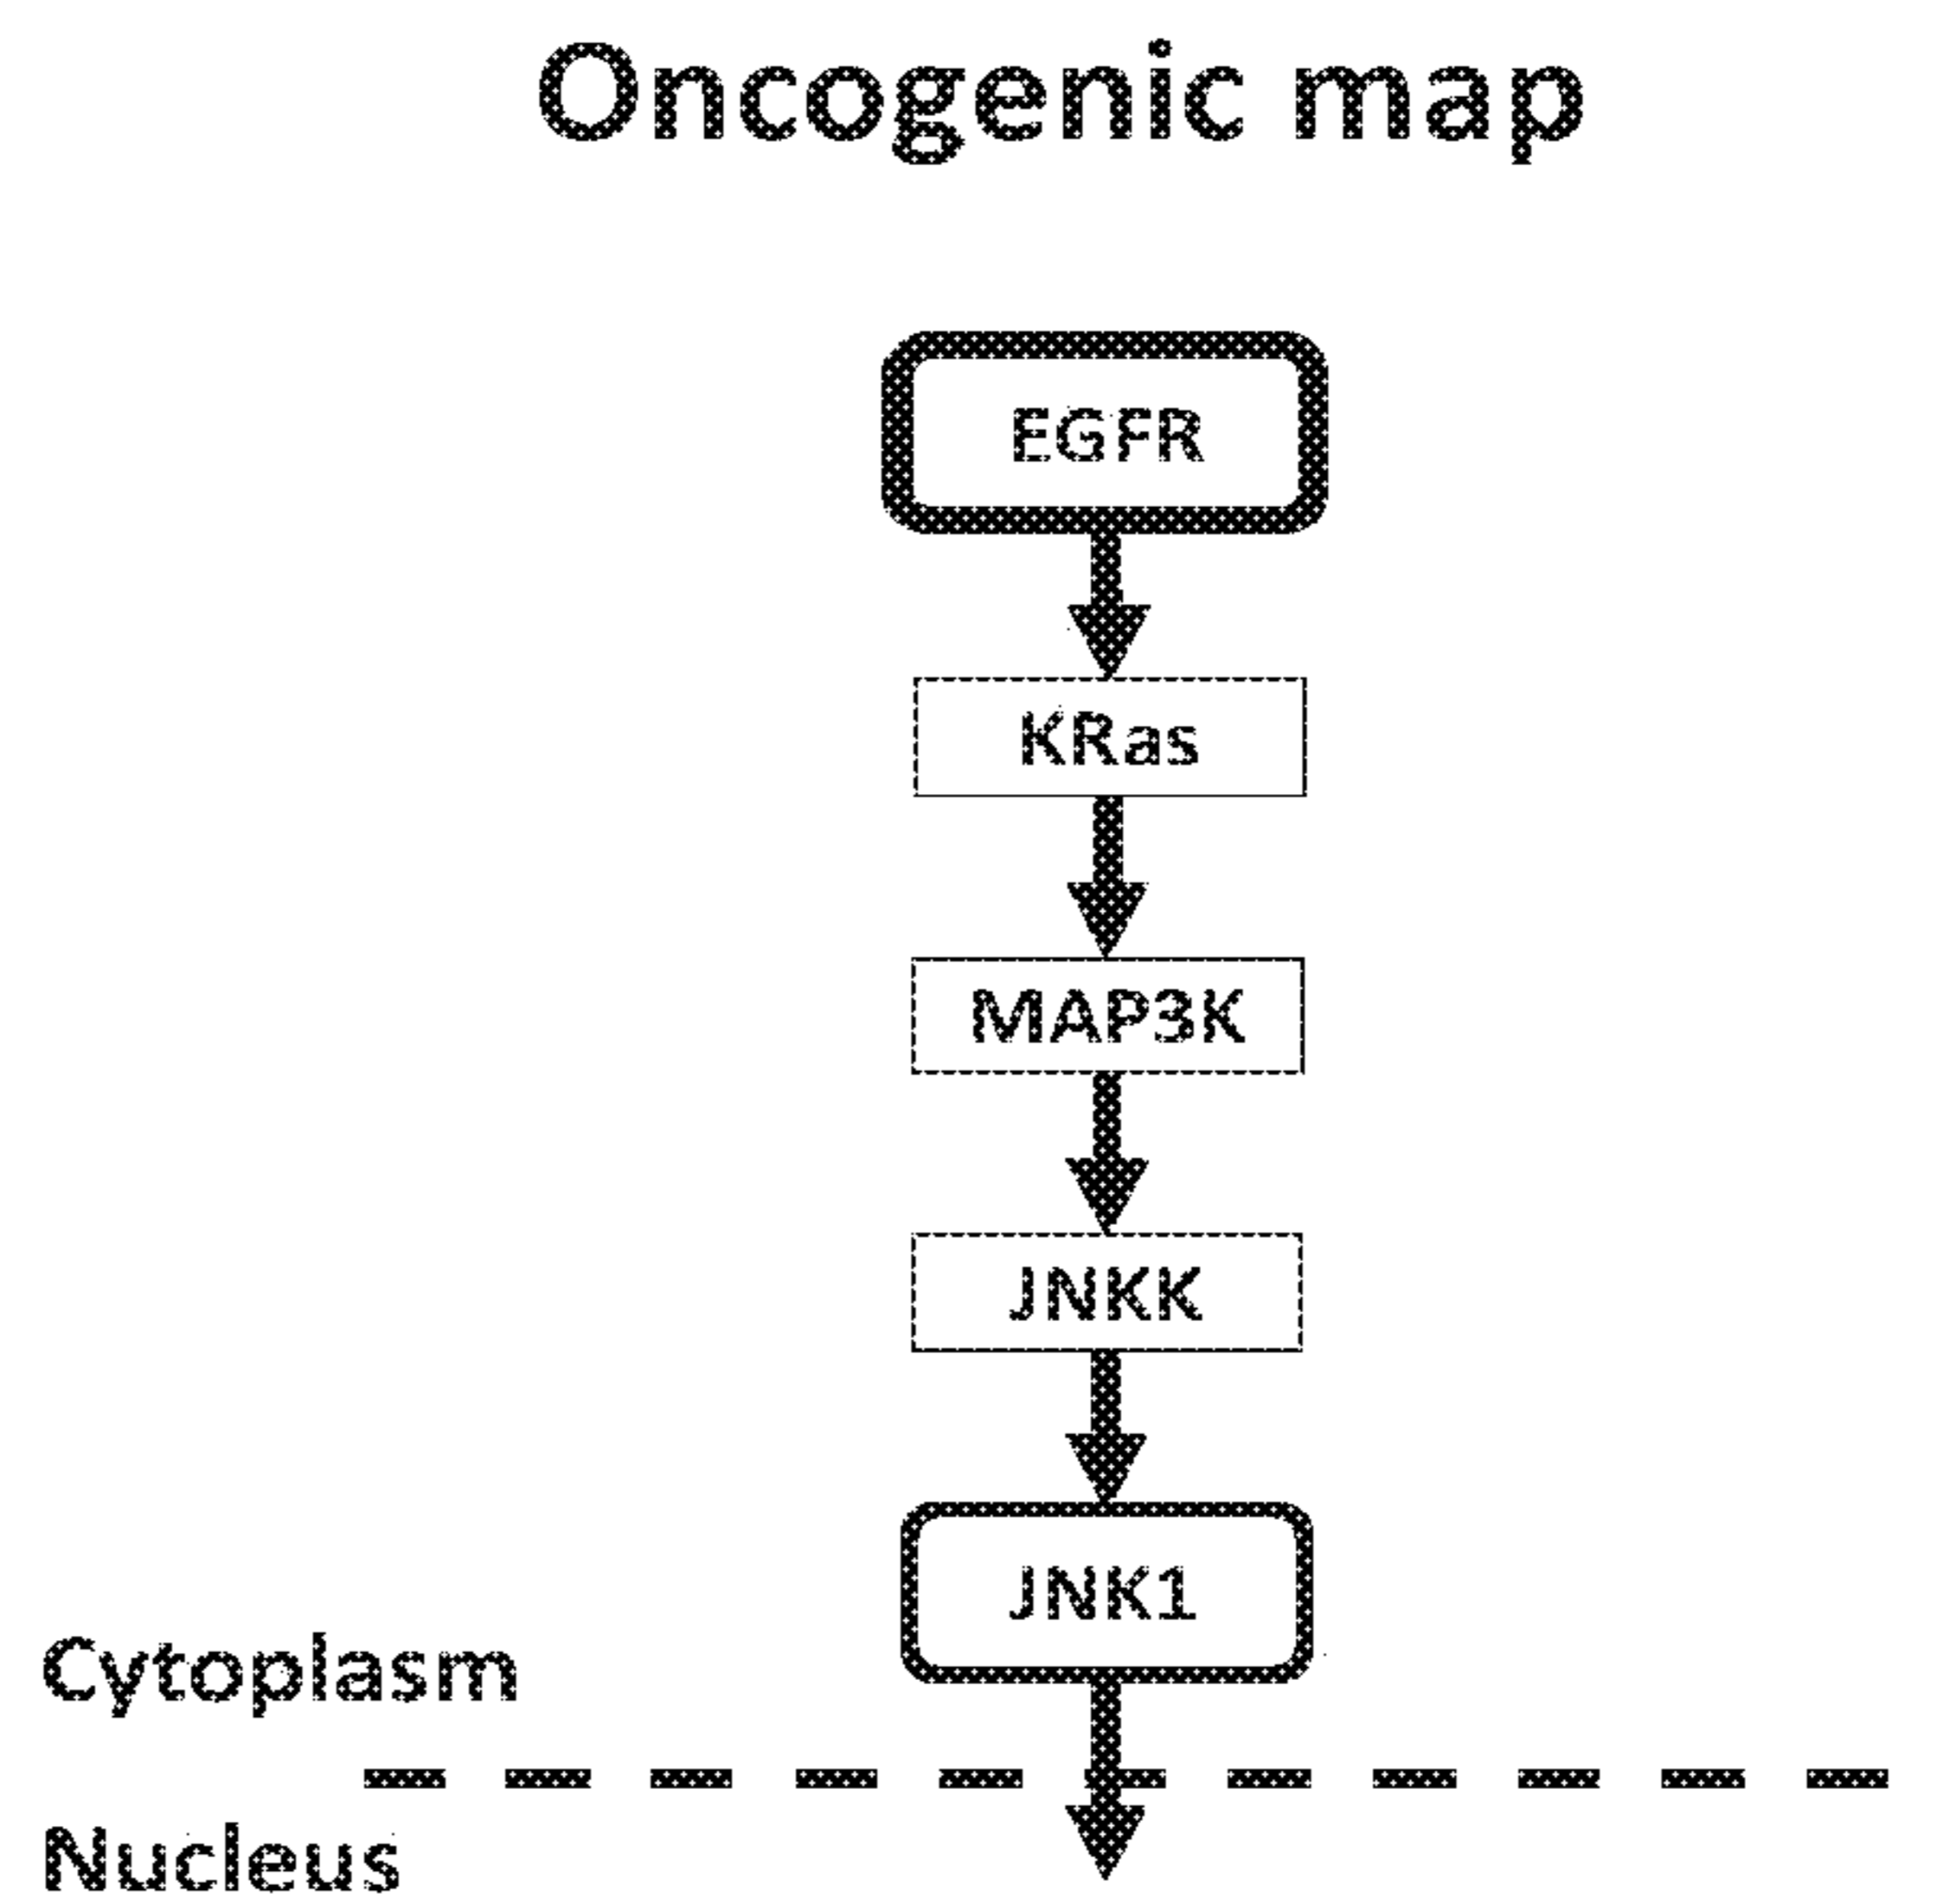 Oncogenic map
EGFR
KRas
MAP3K
JNKK
JNK1
Cytoplasm
Nucleus